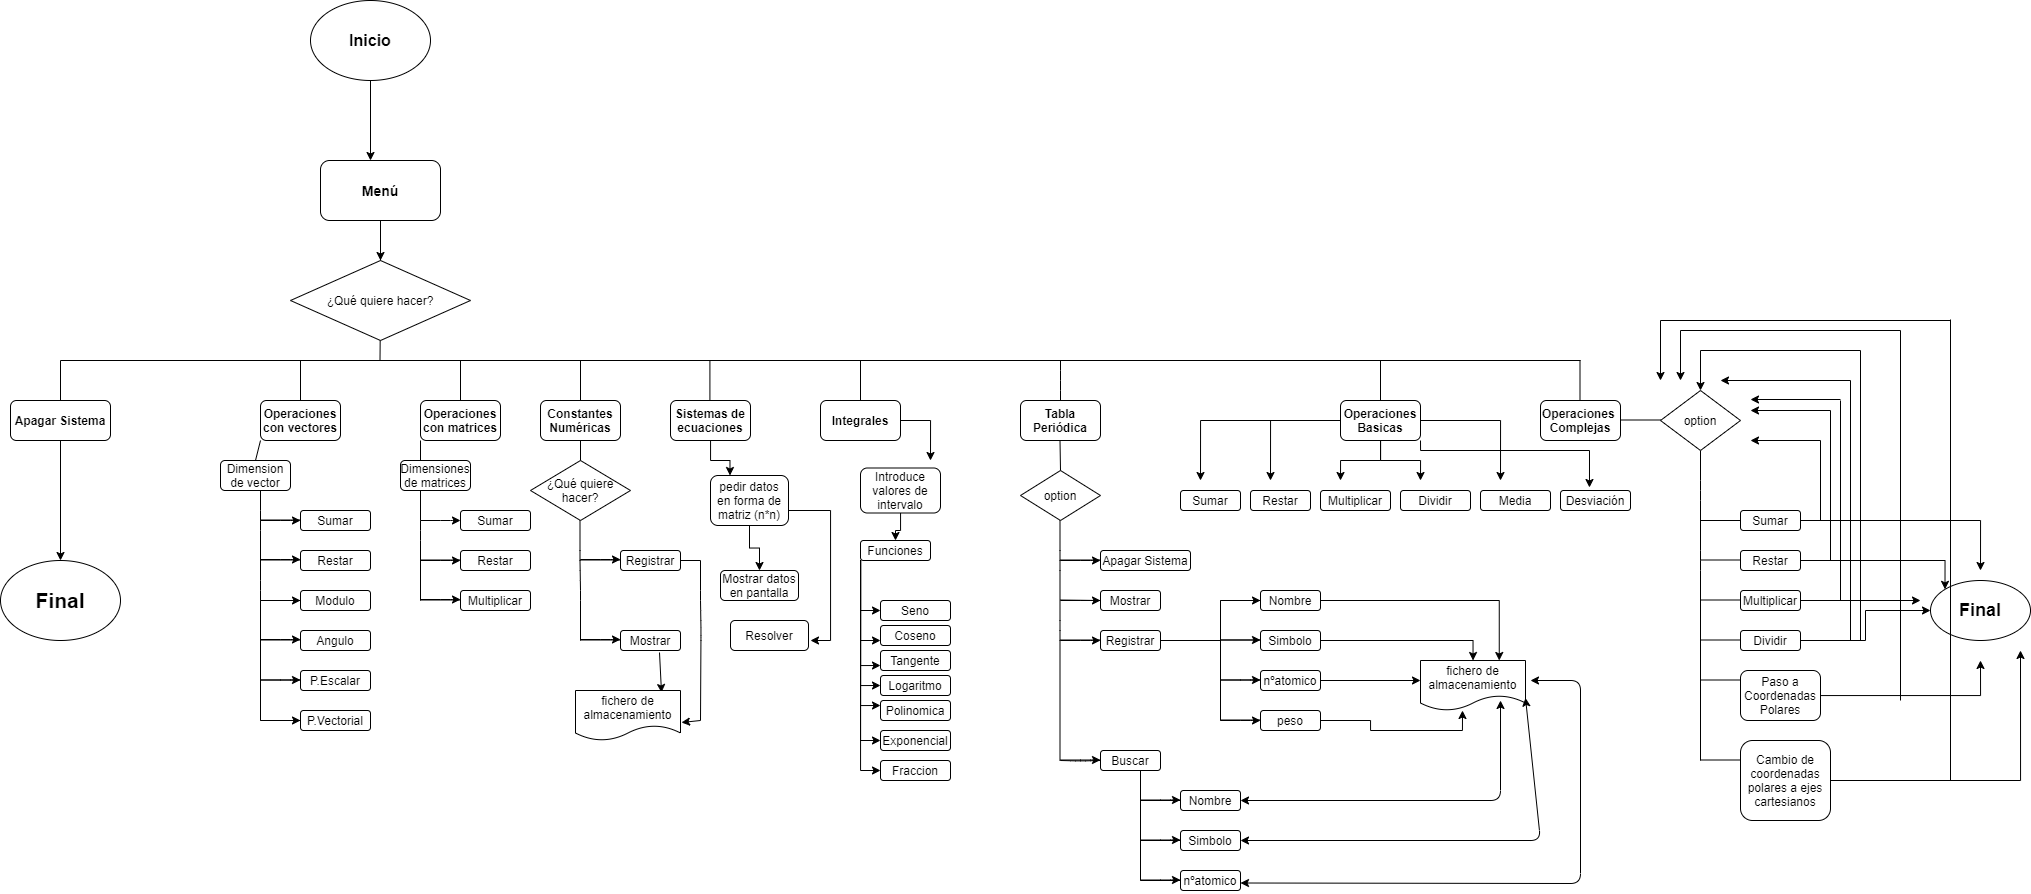 Inicio
Menú
¿Qué quiere hacer?
Apagar Sistema
Final
Operaciones
con vectores
Dimension
de vector
Sumar
Restar
Modulo
Angulo
P.Escalar
P.Vectorial
Operaciones
con matrices
Dimensiones
de matrices
Sumar
Restar
Multiplicar
Constantes
Numéricas
¿Qué quiere
hacer?
Registrar
Mostrar
fichero de
almacenamiento
Sistemas de
ecuaciones
pedir datos
en forma de
matriz (n*n)
Mostrar datos
en pantalla
Resolver
Integrales
Introduce
valores de
intervalo
Funciones
Seno
Coseno
Tangente
Logaritmo
Polinomica
Exponencial
Fraccion
Tabla
Periódica
option
Apagar Sistema
Mostrar
Registrar
Nombre
Simbolo
nºatomico
peso
fichero de
almacenamiento
Buscar
Nombre
Simbolo
nºatomico
Operaciones
Basicas
Sumar
Restar
Multiplicar
Dividir
Media
Desviación
Operaciones
Complejas
option
Sumar
Restar
Multiplicar
Dividir
Paso a
Coordenadas
Polares
Cambio de
coordenadas
polares a ejes
cartesianos
Final